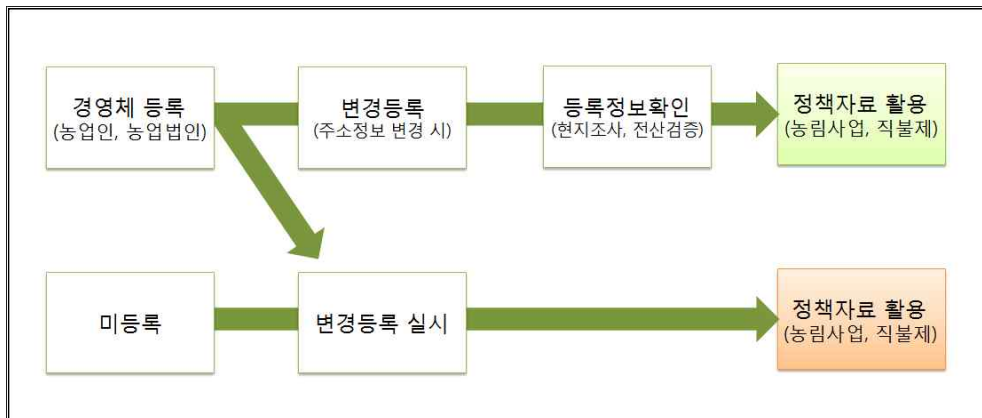 경영체 등록
(농업인, 농업법인)
변경등록
(주소정보 변경 시)
등록정보확인
(현지조사, 전산검증)
정책자료 활용
(농림사업, 직불제)
미등록
변경등록 실시
정책자료 활용
(농림사업, 직불제)